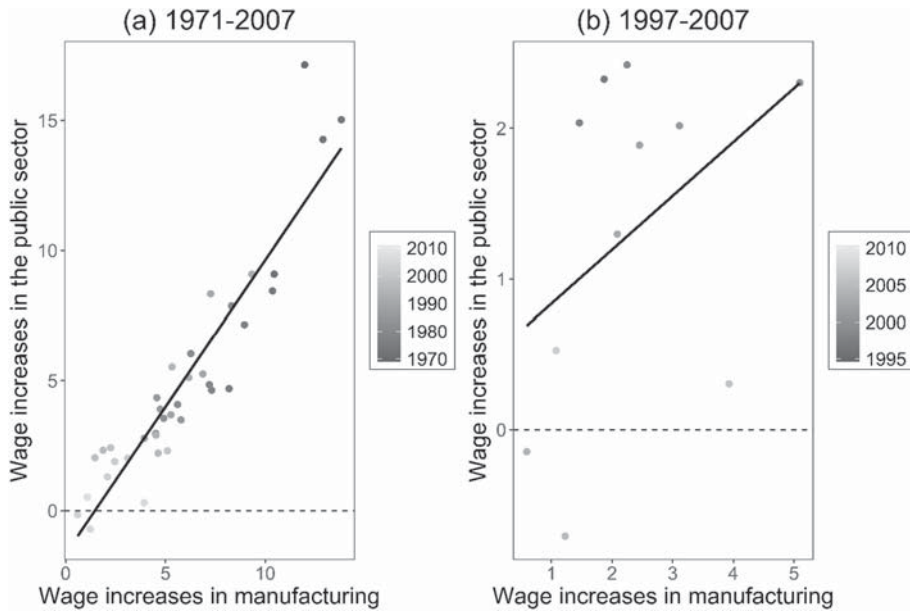 (a) 1971-2007
Wage increases in the public sector
15
10
5
0
0 5 10
Wage increases in manufacturing
2010
2000
1990
1980
1970
(b) 1997-2007
Wage increases in the public sector
2
1
0
1 2 3 4 5
Wage increases in manufacturing
2010
2005
2000
1995